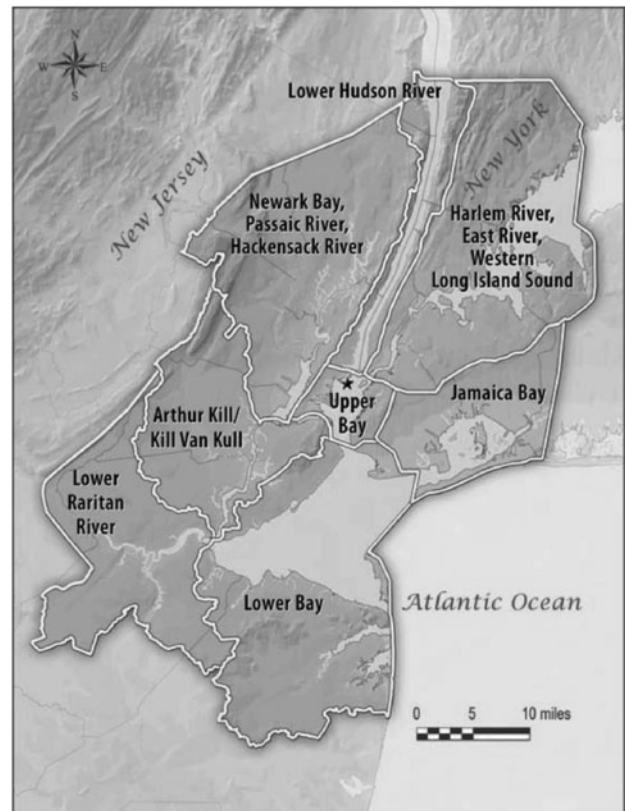 N
W
E
S
Lower Hudson River
New Jersey
New York
Newark Bay,
Passaic River,
Hackensack River
Harlem River,
East River,
Western
Long Island Sound
Upper
Bay
Jamaica Bay
Arthur Kill/
Kill Van Kull
Lower
Raritan
River
Lower Bay
Atlantic Ocean
0 5 10 miles